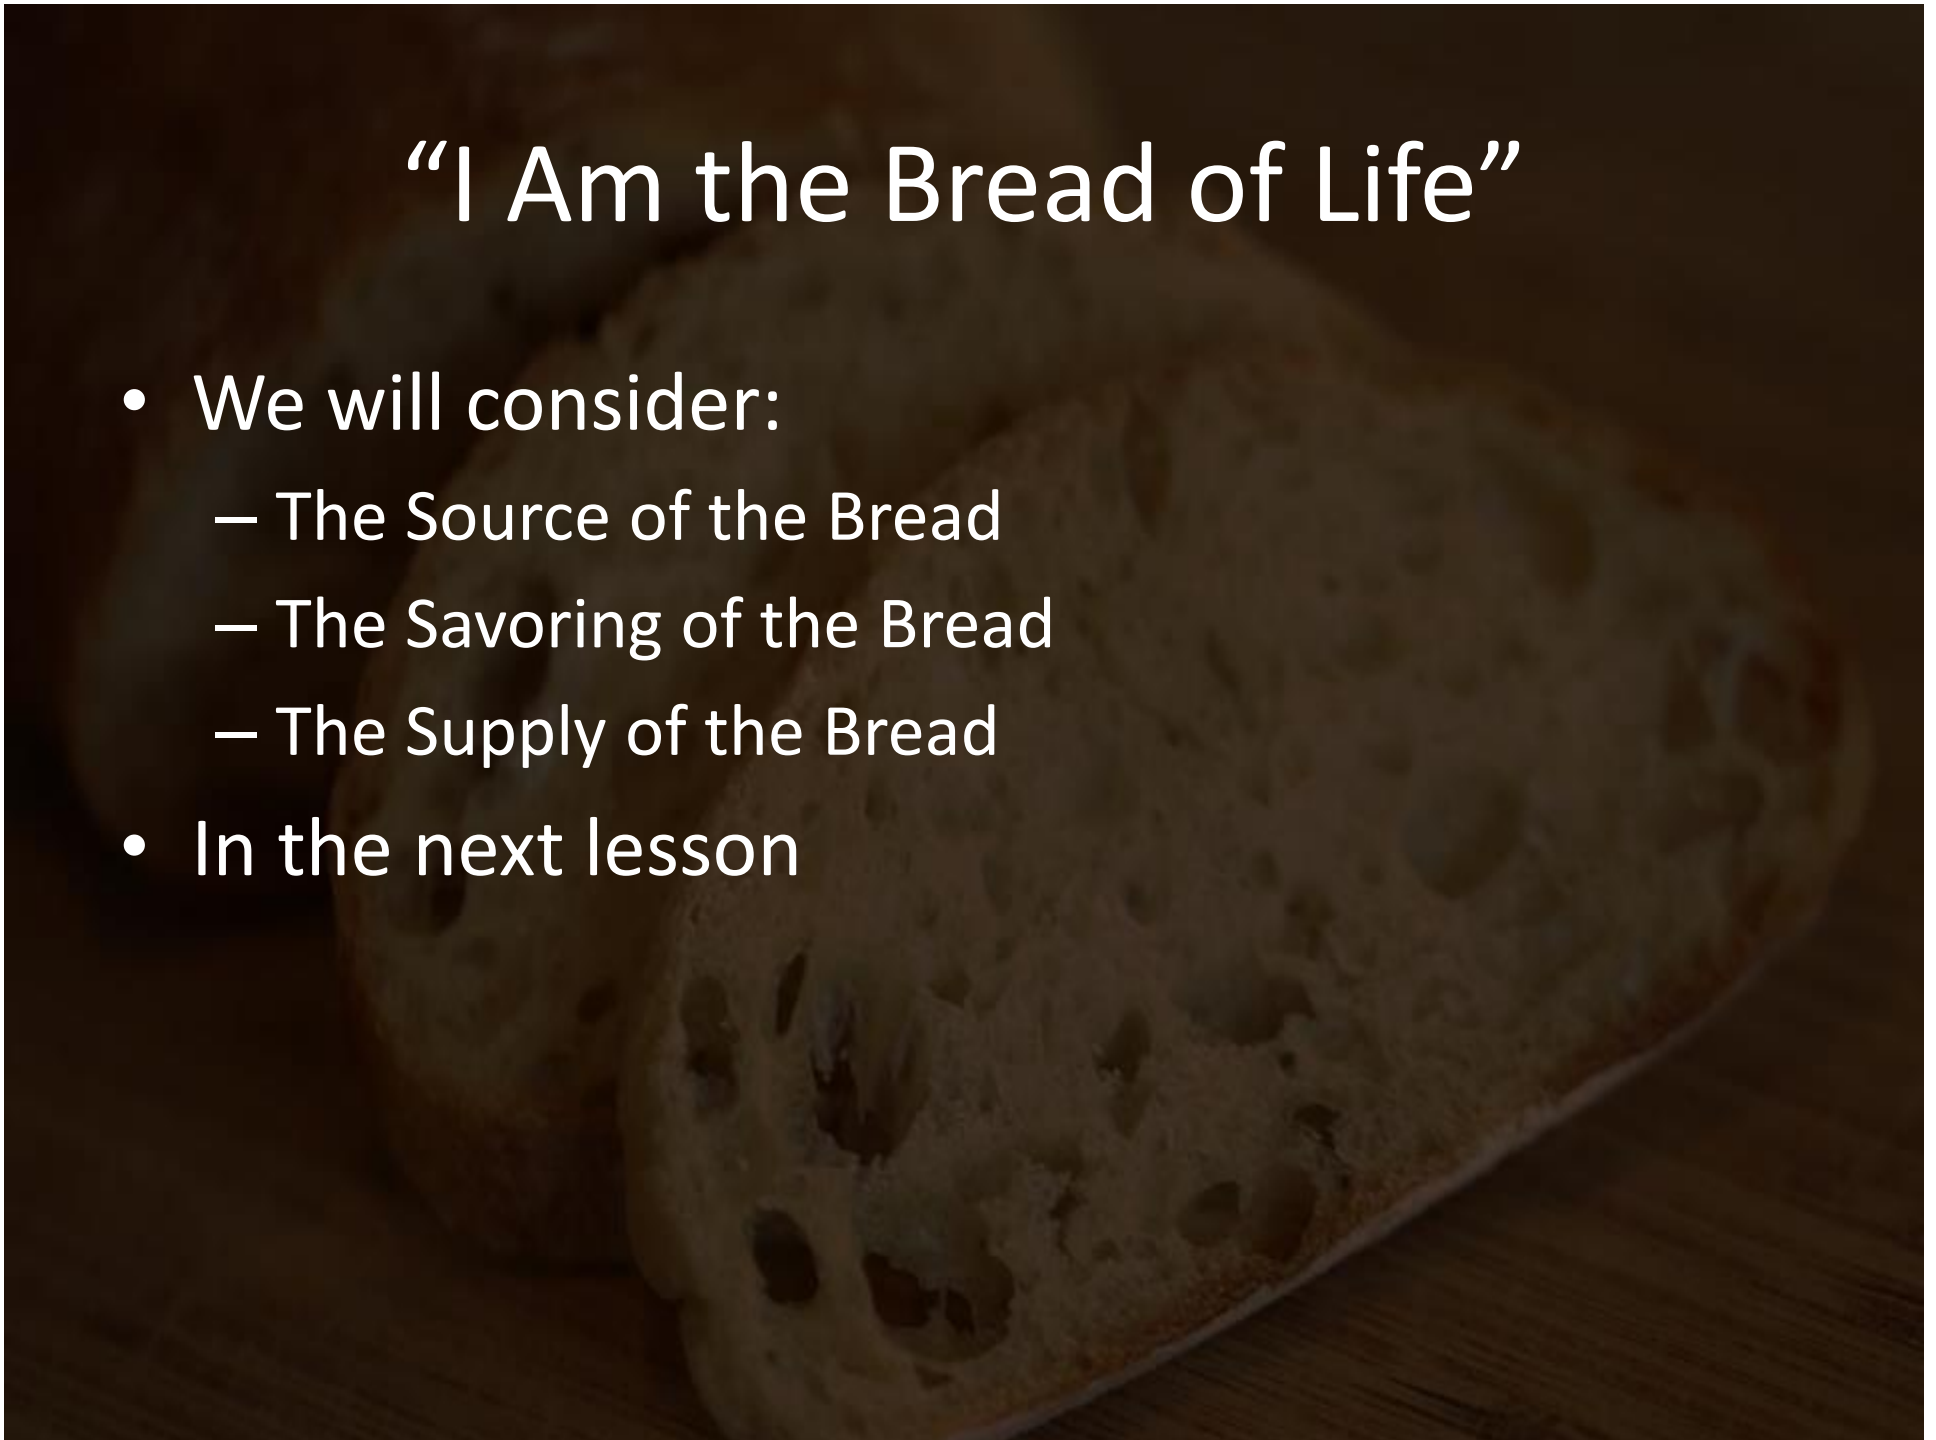 “I Am the Bread of Life”
• We will consider:
– The Source of the Bread
– The Savoring of the Bread
– The Supply of the Bread
• In the next lesson